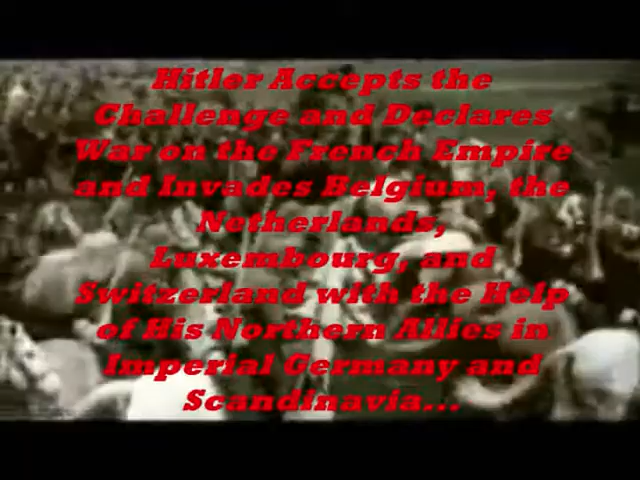 Hitler Accepts the
Challenge and Declares
War on the French Empire
and Invades Belgium, the
Netherlands,
Luxembourg, and
Switzerland with the Help
of His Northern Allies in
Imperial Germany and
Scandinavia...